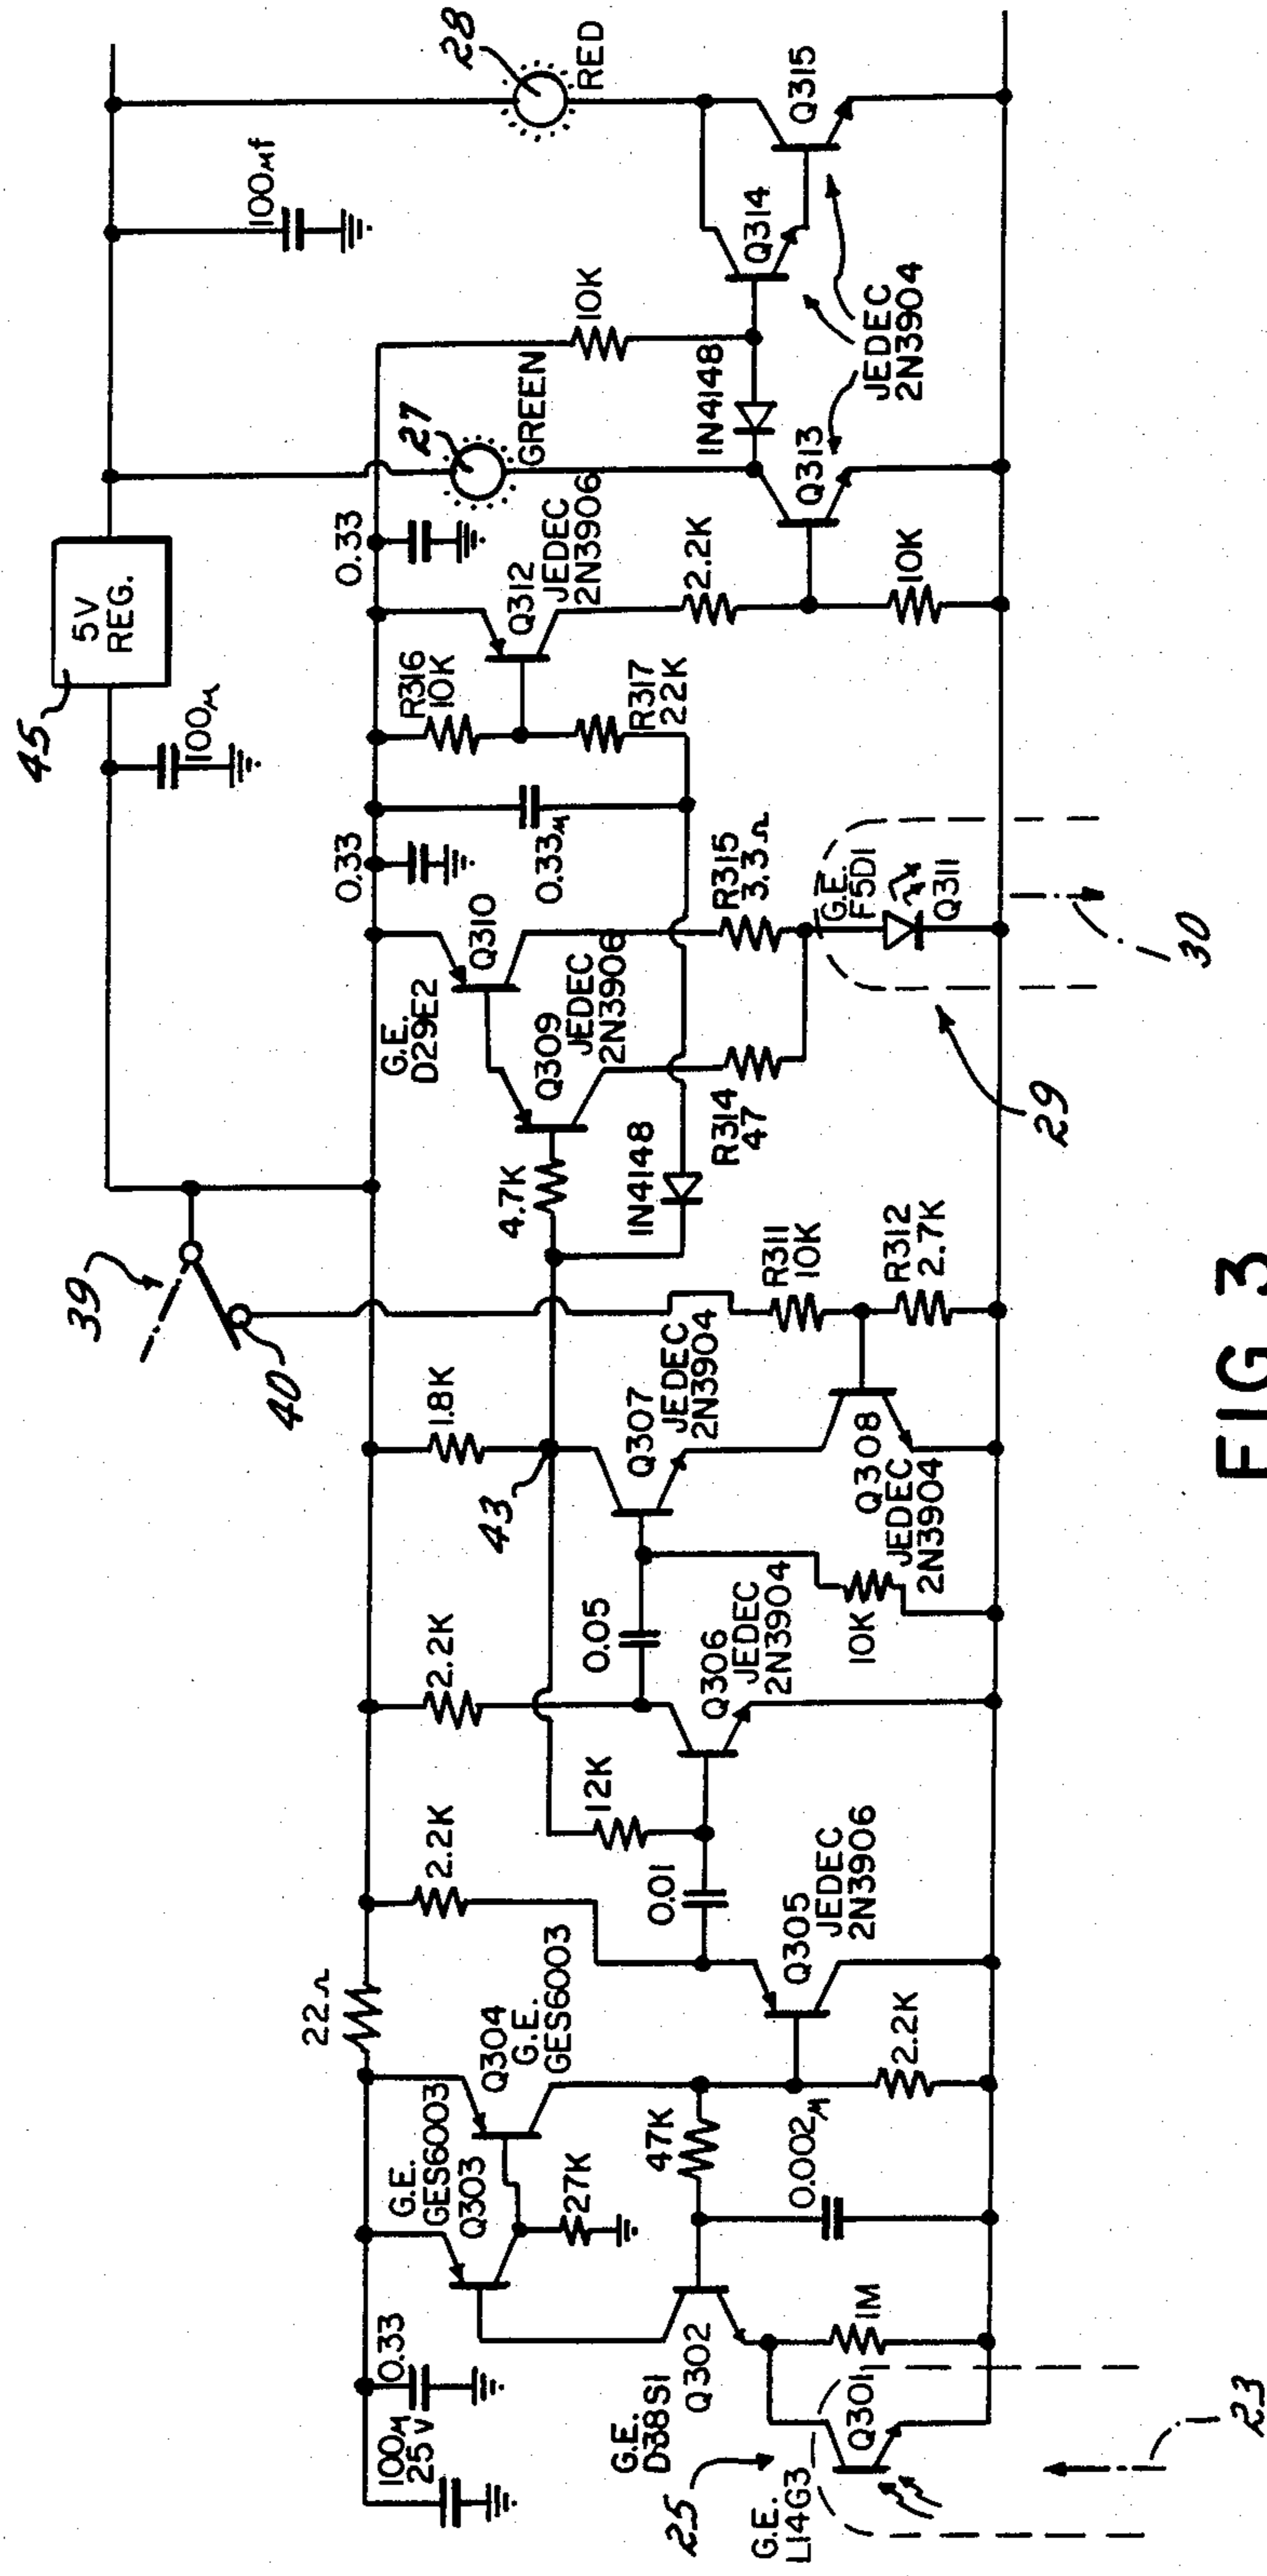 45
5V
REG.
100μ
100μf
28
RED
39
40
0.33
0.33
27
GREEN
10K
22Ω
2.2K
2.2K
1.8K
43
G.E.
D29E2
Q310
Q309
JEDEC
2N3906
4.7K
0.33μ
R316
10K
Q312
JEDEC
2N3906
R317
22K
2.2K
10K
IN4148
Q313
Q314
Q315
JEDEC
2N3904
100μ
25V
0.33
G.E.
GES6003
Q303
Q304
G.E.
GES6003
27K
47K
0.002μ
2.2K
G.E.
D38S1
Q302
1M
25
G.E.
L14G3
Q301
23
Q305
JEDEC
2N3906
0.01
12K
Q306
JEDEC
2N3904
0.05
10K
Q307
JEDEC
2N3904
Q308
JEDEC
2N3904
R311
10K
R312
2.7K
IN4148
R314
47
R315
3.3Ω
G.E.
F5D1
Q311
29
30
FIG 3